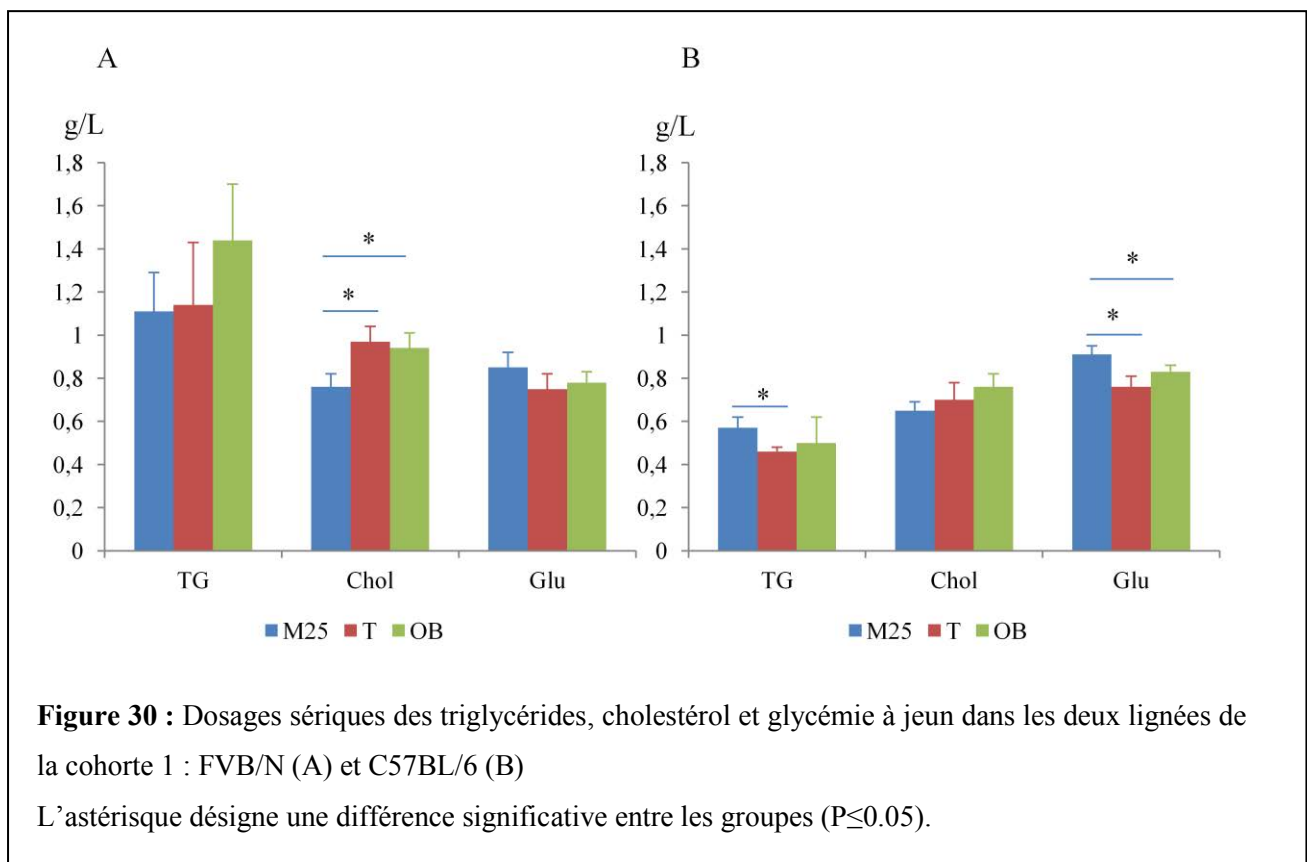 A
g/L
1,8
1,6
1,4
1,2
1
0,8
0,6
0,4
0,2
0
*
*
TG Chol Glu
M25 T OB
B
g/L
1,8
1,6
1,4
1,2
1
0,8
0,6
0,4
0,2
0
*
*
*
TG Chol Glu
M25 T OB
Figure 30 : Dosages sériques des triglycérides, cholestérol et glycémie à jeun dans les deux lignées de
la cohorte 1 : FVB/N (A) et C57BL/6 (B)
L’astérisque désigne une différence significative entre les groupes (P≤0.05).